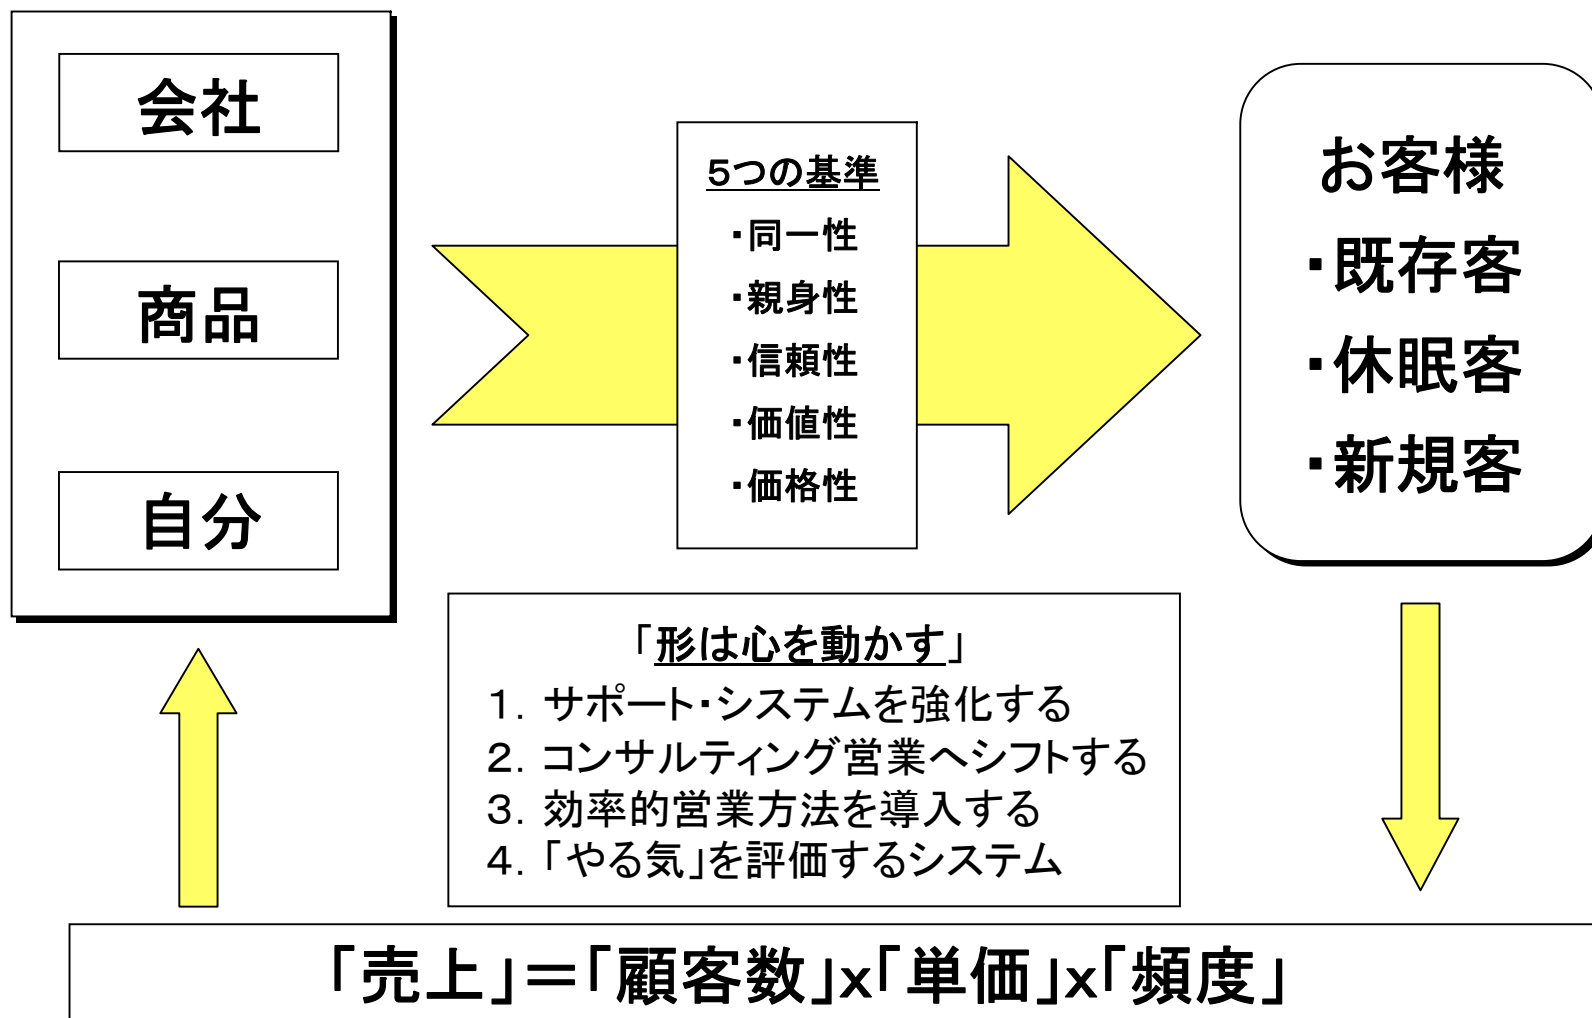 会社
商品
自分
５つの基準
・同一性
・親身性
・信頼性
・価値性
・価格性
お客様
・既存客
・休眠客
・新規客
「形は心を動かす」
１．サポート・システムを強化する
２．コンサルティング営業へシフトする
３．効率的営業方法を導入する
４．「やる気」を評価するシステム
「売上」＝「顧客数」x「単価」x「頻度」